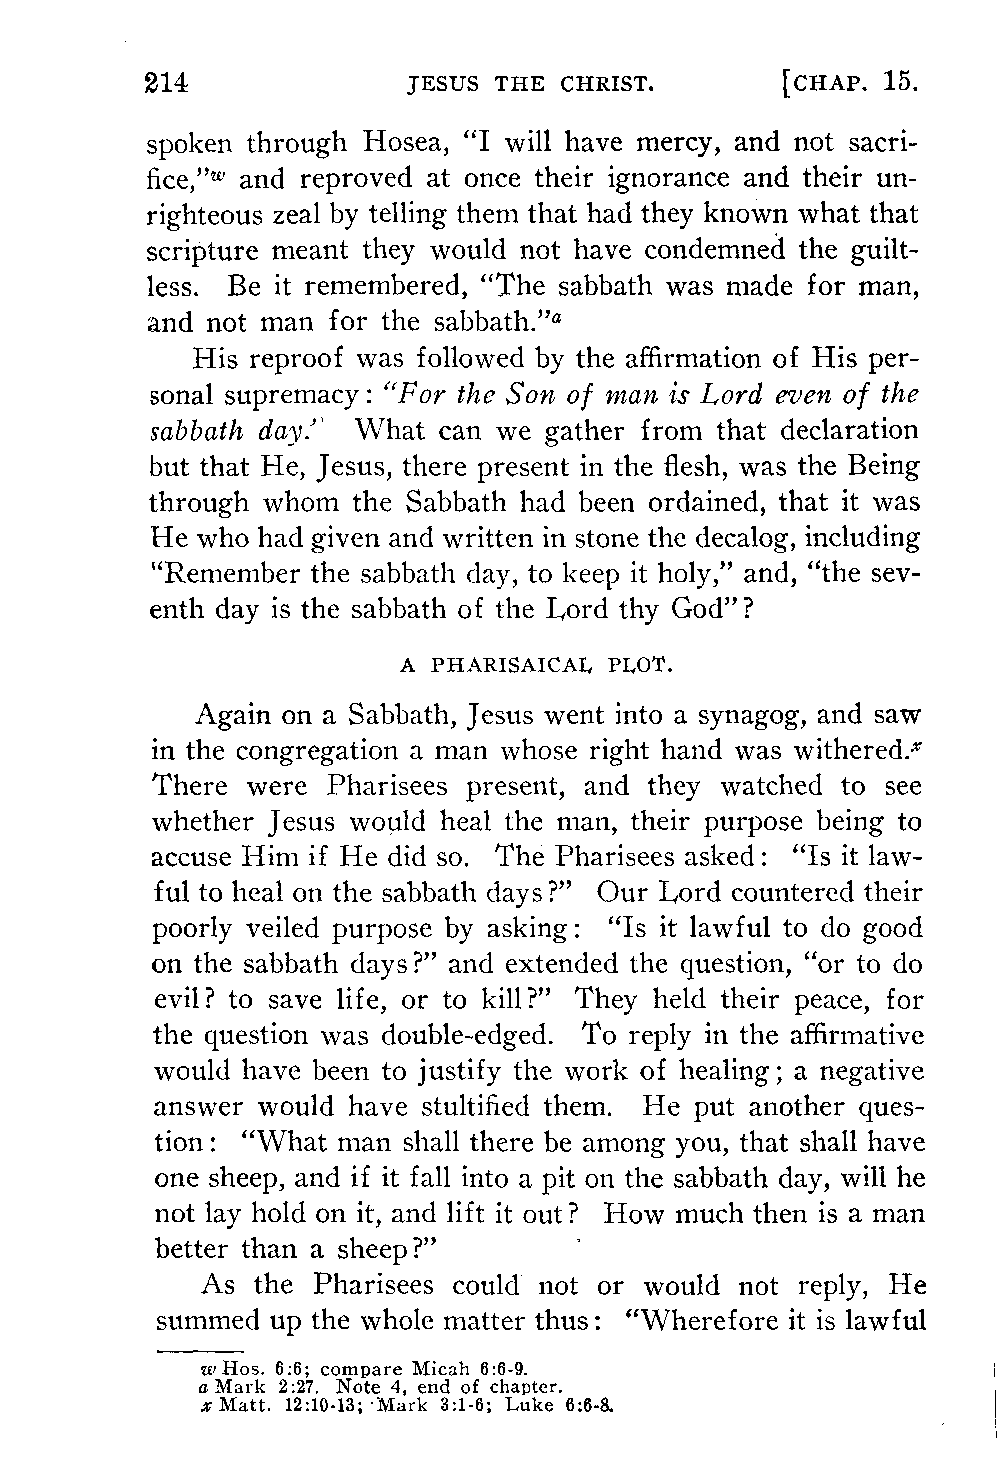 214 JESUS THE CHRIST. [CHAP. 15.
spoken through Hosea, “I will have mercy, and not sacri-
fice,”w and reproved at once their ignorance and their un-
righteous zeal by telling them that had they known what that
scripture meant they would not have condemned the guilt-
less. Be it remembered, “The sabbath was made for man,
and not man for the sabbath.”a
His reproof was followed by the affirmation of His per-
sonal supremacy: “For the Son of man is Lord even of the
sabbath day.” What can we gather from that declaration
but that He, Jesus, there present in the flesh, was the Being
through whom the Sabbath had been ordained, that it was
He who had given and written in stone the decalog, including
“Remember the sabbath day, to keep it holy,” and, “the sev-
enth day is the sabbath of the Lord thy God”?
A PHARISAICAL PLOT.
Again on a Sabbath, Jesus went into a synagog, and saw
in the congregation a man whose right hand was withered.x
There were Pharisees present, and they watched to see
whether Jesus would heal the man, their purpose being to
accuse Him if He did so. The Pharisees asked: “Is it law-
ful to heal on the sabbath days?” Our Lord countered their
poorly veiled purpose by asking: “Is it lawful to do good
on the sabbath days?” and extended the question, “or to do
evil? to save life, or to kill?” They held their peace, for
the question was double-edged. To reply in the affirmative
would have been to justify the work of healing; a negative
answer would have stultified them. He put another ques-
tion: “What man shall there be among you, that shall have
one sheep, and if it fall into a pit on the sabbath day, will he
not lay hold on it, and lift it out? How much then is a man
better than a sheep?”
As the Pharisees could not or would not reply, He
summed up the whole matter thus: “Wherefore it is lawful
w Hos. 6:6; compare Micah 6:6-9.
a Mark 2:27. Note 4, end of chapter.
x Matt. 12:10-13; Mark 3:1-6; Luke 6:6-8.